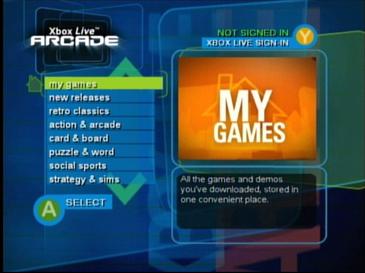 Xbox Live™
ARCADE
NOT SIGNED IN
XBOX LIVE SIGN-IN
Y
my games
new releases
retro classics
action & arcade
card & board
puzzle & word
social sports
strategy & sims
A
SELECT
MY
GAMES
All the games and demos
you've downloaded, stored in
one convenient place.